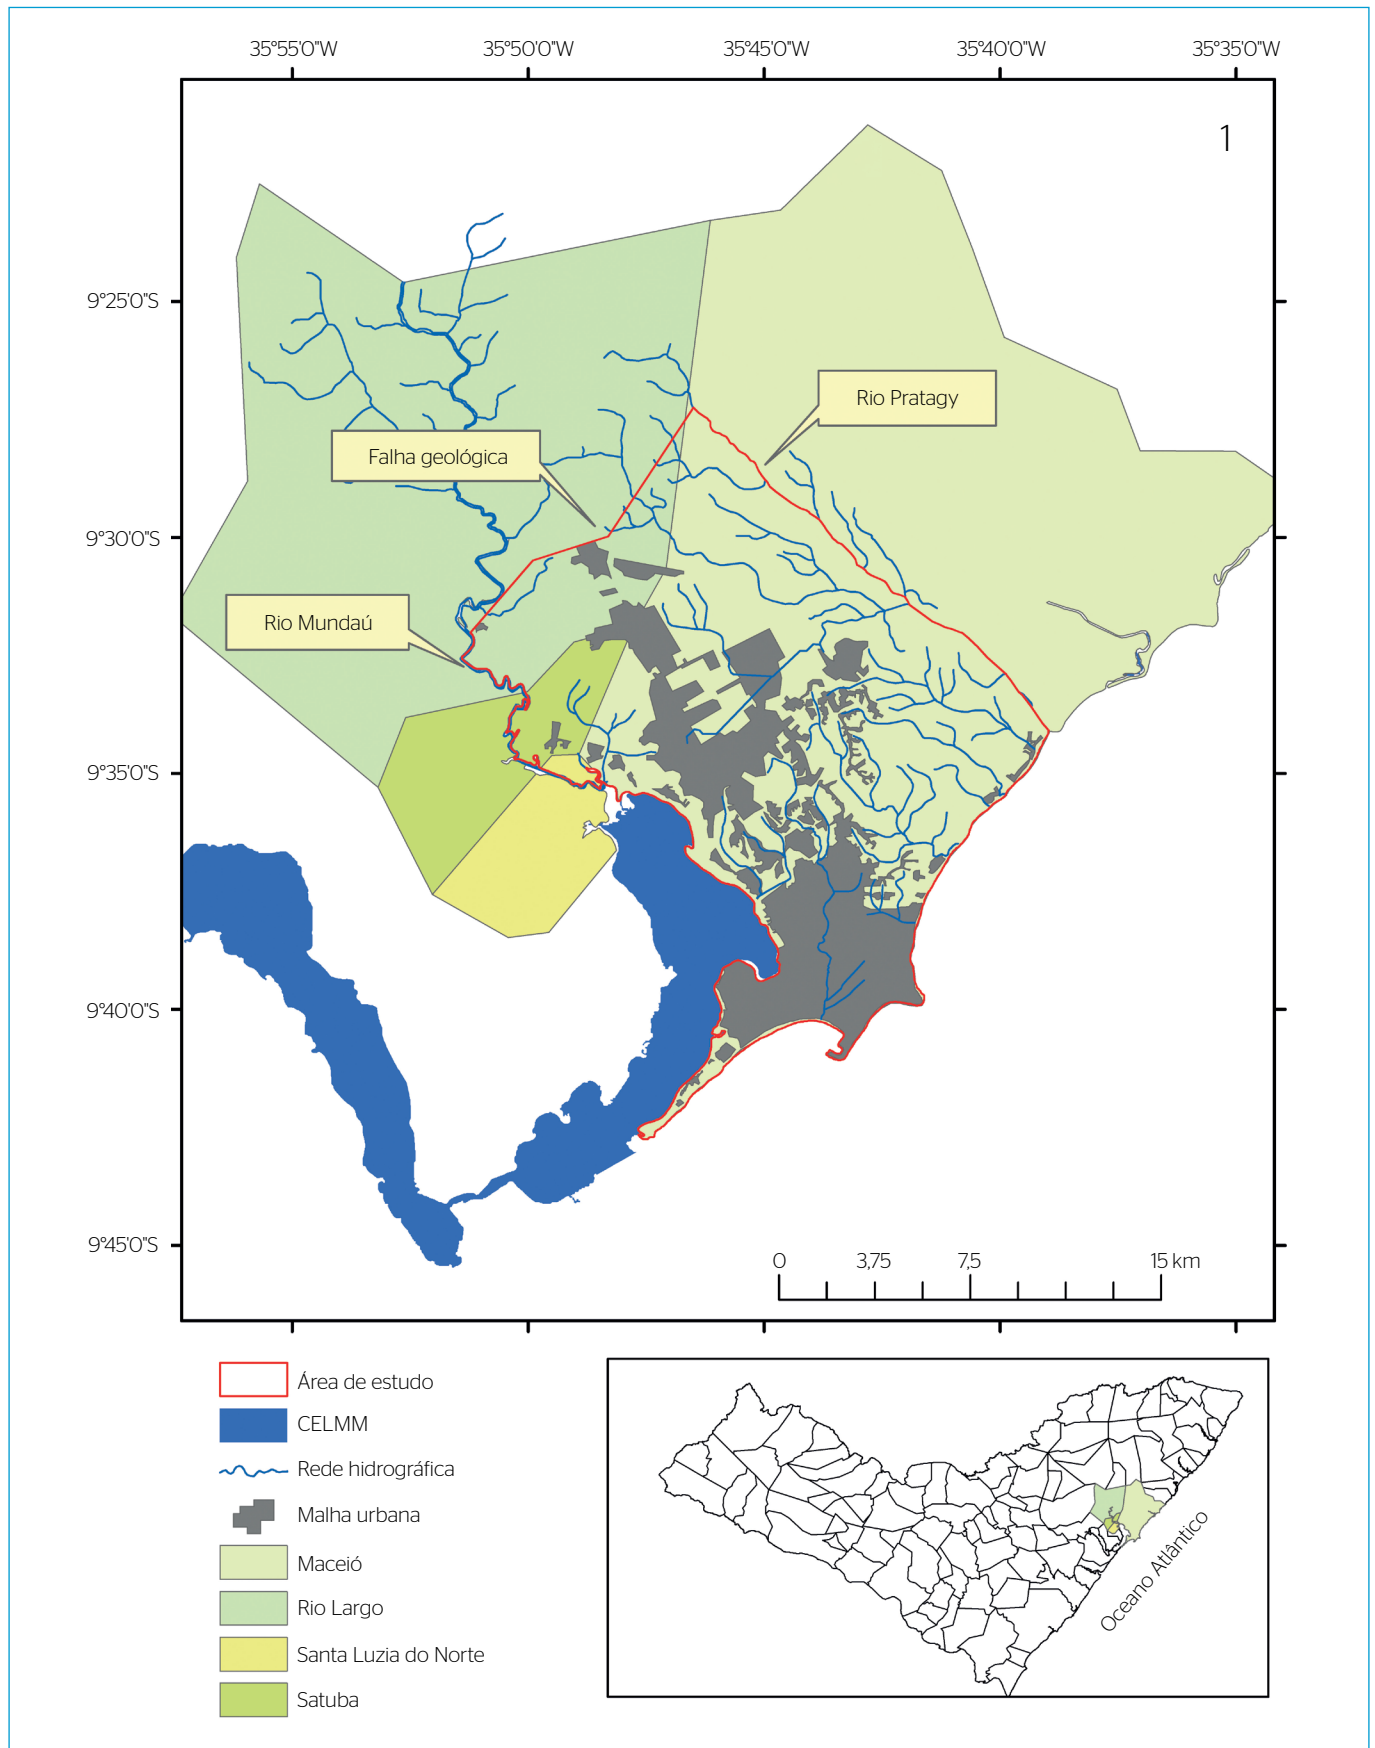 35°55'0"W 35°50'0"W 35°45'0"W 35°40'0"W 35°35'0"W
1
9°25'0"S
Rio Pratagy
Falha geológica
9°30'0"S
Rio Mundaú
9°35'0"S
9°40'0"S
9°45'0"S
0 3,75 7,5 15 km
Área de estudo
CELMM
Rede hidrográfica
Malha urbana
Maceió
Rio Largo
Santa Luzia do Norte
Satuba
Oceano Atlântico